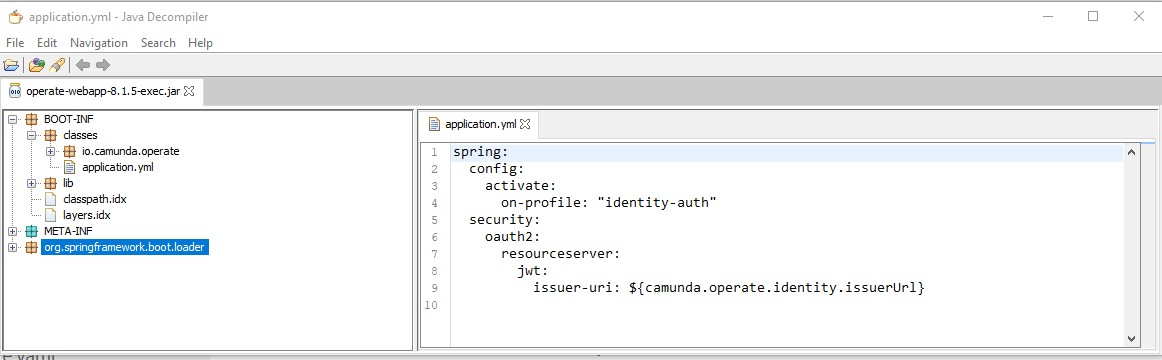 application.yml - Java Decompiler
File Edit Navigation Search Help
operate-webapp-8.1.5-exec.jar
BOOT-INF
classes
io.camunda.operate
application.yml
lib
classpath.idx
layers.idx
META-INF
org.springframework.boot.loader
application.yml
1 spring:
2   config:
3     activate:
4       on-profile: "identity-auth"
5   security:
6     oauth2:
7       resourceserver:
8         jwt:
9           issuer-uri: ${camunda.operate.identity.issuerUrl}
10